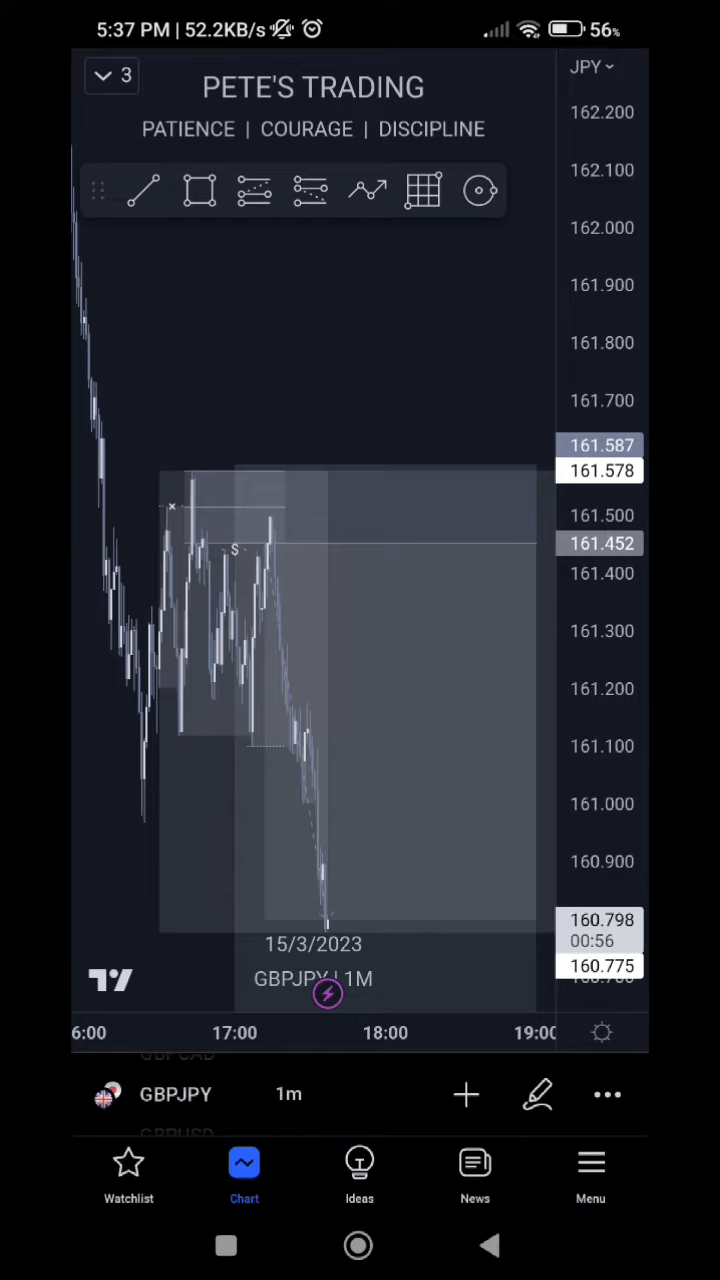 5:37 PM | 52.2KB/s
56%
3
PETE'S TRADING
JPY
PATIENCE | COURAGE | DISCIPLINE
162.200
162.100
162.000
161.900
161.800
161.700
161.587
161.578
161.500
161.452
S
161.400
161.300
161.200
161.100
161.000
160.900
160.798
00:56
160.775
15/3/2023
GBPJPY | 1M
6:00
17:00
18:00
19:00
GBPCAD
GBPJPY
1m
GBPUSD
Watchlist
Chart
Ideas
News
Menu